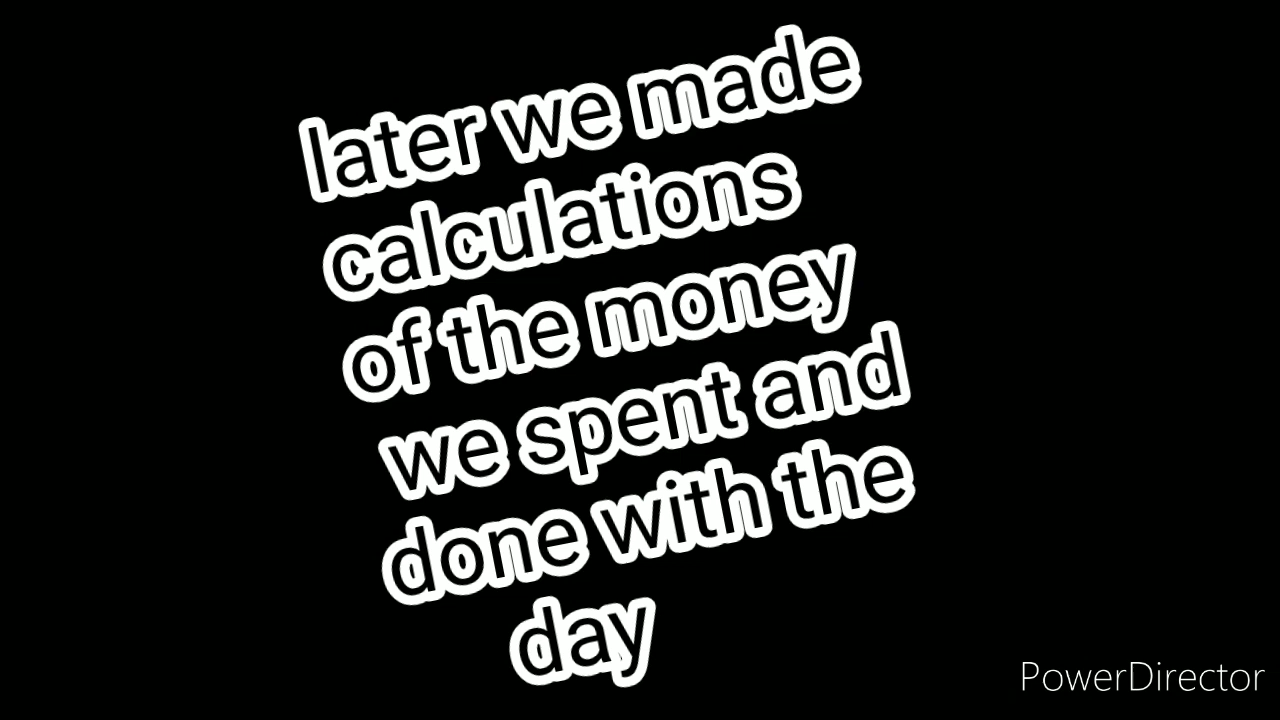 later we made
calculations
of the money
we spent and
done with the
day
PowerDirector